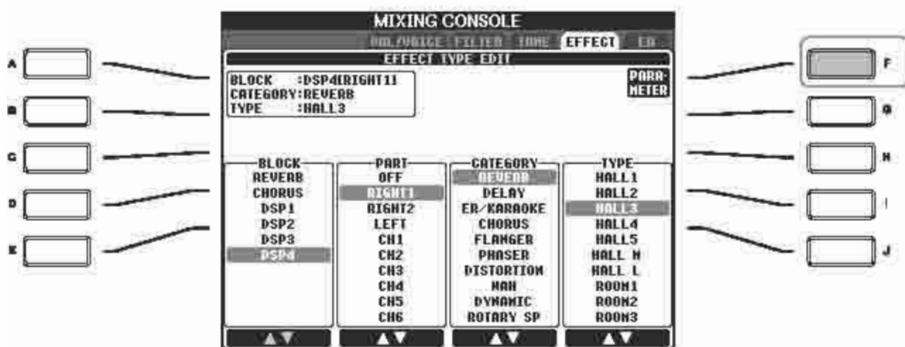 MIXING CONSOLE
VOL/VOICE FILTER TUNE EFFECT EQ
EFFECT TYPE EDIT
BLOCK :DSP4[RIGHT1]
CATEGORY:REVERB
TYPE :HALL3
PARA-
METER
A
B
C
D
E
F
G
H
I
J
BLOCK
REVERB
CHORUS
DSP1
DSP2
DSP3
DSP4
PART
OFF
RIGHT1
RIGHT2
LEFT
CH1
CH2
CH3
CH4
CH5
CH6
CATEGORY
REVERB
DELAY
ER/KARAOKE
CHORUS
FLANGER
PHASER
DISTORTION
WAH
DYNAMIC
ROTARY SP
TYPE
HALL1
HALL2
HALL3
HALL4
HALL5
HALL M
HALL L
ROOM1
ROOM2
ROOM3